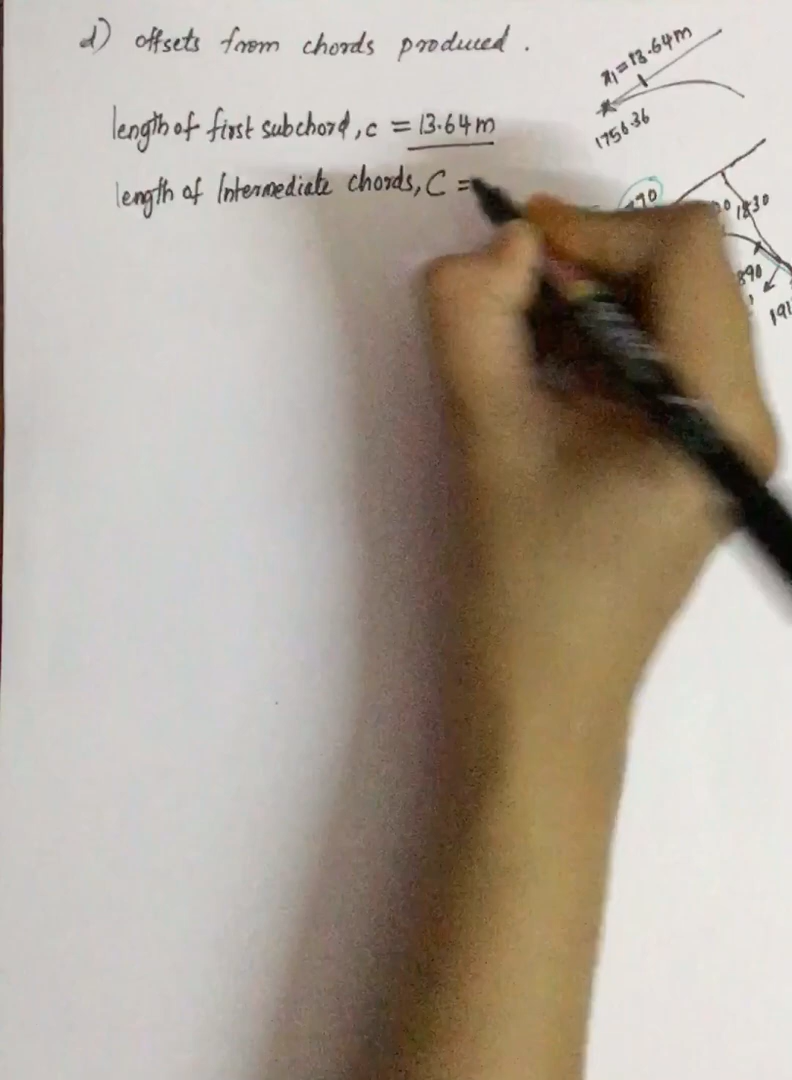 d) offsets from chords produced.
x1=13.64m
1756.36
length of first subchord, c = 13.64m
length of Intermediate chords, C =
1830